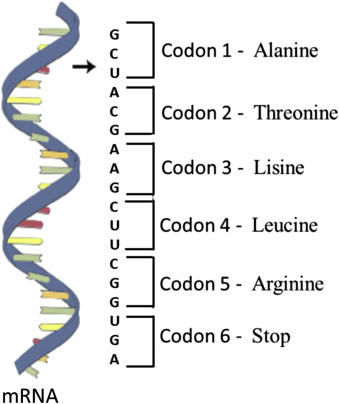 G
C
U
Codon 1 - Alanine
A
C
G
Codon 2 - Threonine
A
A
G
Codon 3 - Lisine
C
U
U
Codon 4 - Leucine
C
G
G
Codon 5 - Arginine
U
G
A
Codon 6 - Stop
mRNA